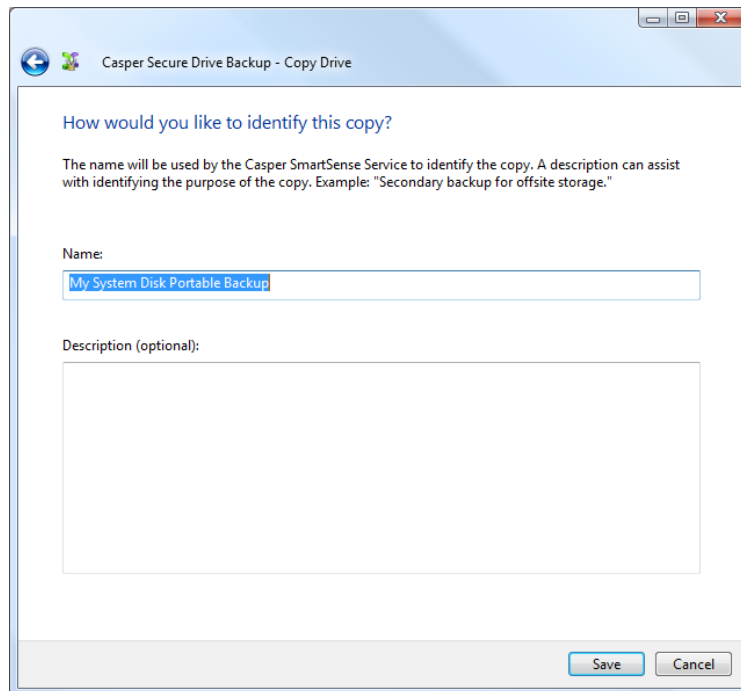 Casper Secure Drive Backup - Copy Drive
How would you like to identify this copy?
The name will be used by the Casper SmartSense Service to identify the copy. A description can assist
with identifying the purpose of the copy. Example: "Secondary backup for offsite storage."
Name:
My System Disk Portable Backup
Description (optional):
Save
Cancel